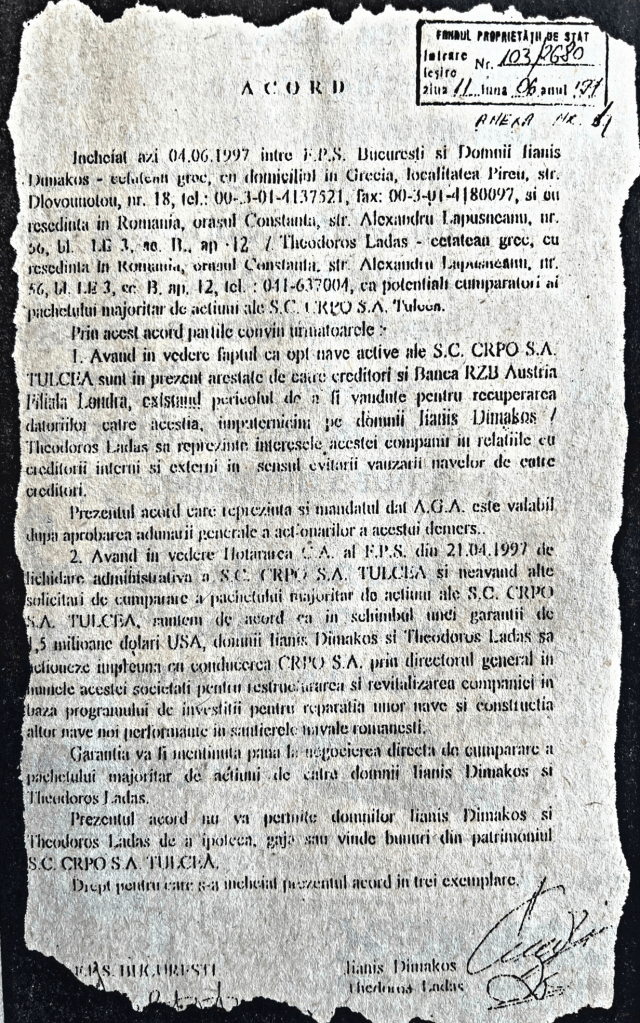 FONDUL PROPRIETĂȚII DE STAT
Intrare
Iesire Nr. 103/2680
ziua 11 luna 06 anul
ANEXA NR.
ACORD
Incheiat azi 04.06.1997 intre F.P.S. Bucuresti si Domnii Iianis
Dimakos - cetatean grec, cu domiciliul in Grecia, localitatea Pireu, str.
Dlovounotou, nr. 18, tel.: 00-.3-01-4137521, fax: 00-3-01-4180097, si cu
resedinta in Romania, orasul Constanta, str. Alexandru Lapusneanu, nr.
56, bl. LE 3, sc. B., ap 12 / Theodoros Ladas - cetatean grec, cu
resedinta in Romania, orasul Constanta, str. Alexandru Lapusneanu, nr.
56, bl. LE 3, sc. B, ap. 12, tel. : 041-637004, ca potentiali cumparatori ai
pachetului majoritar de actiuni ale S.C. CRPO S.A. Tulcea.
Prin acest acord partile convin urmatoarele :
1. Avand in vedere faptul ca opt nave active ale S.C. CRPO S.A.
TULCEA sunt in prezent arestate de catre creditori si Banca RZB Austria
Filiala Londra, existand pericolul de a fi vandute pentru recuperarea
datoriilor catre acestia, imputernicim pe domnii Iianis Dimakos /
Theodoros Ladas sa reprezinte interesele acestei companii in relatiile cu
creditorii interni si externi in sensul evitarii vanzarii navelor de catre
creditori.
Prezentul acord care reprezinta si mandatul dat A.G.A. este valabil
dupa aprobarea adunarii generale a actionarilor a acestui demers..
2. Avand in vedere Hotararea C.A. al F.P.S. din 21.04.1997 de
lichidare administrativa a S.C. CRPO S.A. TULCEA si neavand alte
solicitari de cumparare a pachetului majoritar de actiuni ale S.C. CRPO
S.A. TULCEA, suntem de acord ca in schimbul unei garantii de
1,5 milioane dolari USA, domnii Iianis Dimakos si Theodoros Ladas sa
actioneze impreuna cu conducerea CRPO S.A. prin directorul general in
numele acestei societati pentru restructurarea si revitalizarea companiei in
baza programului de investitii pentru reparatia unor nave si constructia
altor nave noi performante in santierele navale romanesti.
Garantia va fi mentinuta pana la negocierea directa de cumparare a
pachetului majoritar de actiuni de catre domnii Iianis Dimakos si
Theodoros Ladas.
Prezentul acord nu va permite domnilor Iianis Dimakos si
Theodoros Ladas de a ipoteca, gaja sau vinde bunuri din patrimoniul
S.C. CRPO S.A. TULCEA.
Drept pentru care s-a incheiat prezentul acord in trei exemplare.
F.P.S. BUCURESTI
Iianis Dimakos
Theodoros Ladas